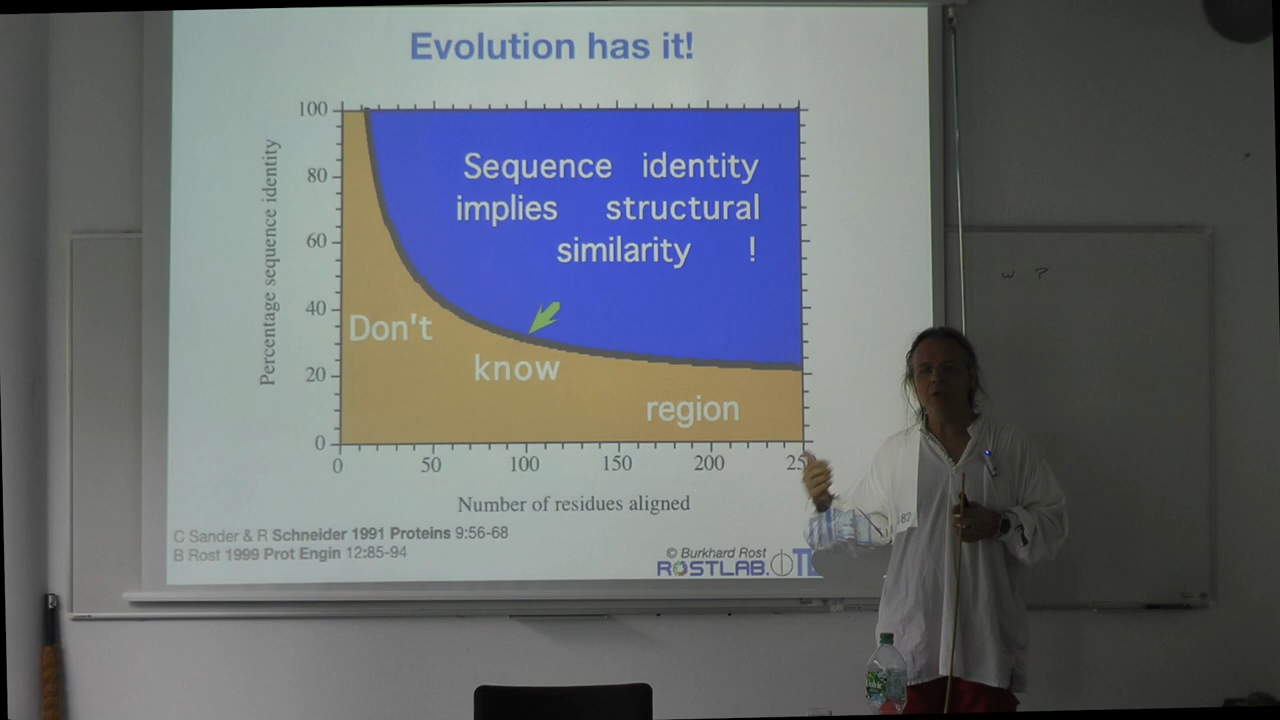 Evolution has it!
100
80
60
40
20
0
Percentage sequence identity
Sequence identity
implies structural
similarity !
Don't
know
region
0 50 100 150 200 25
Number of residues aligned
C Sander & R Schneider 1991 Proteins 9:56-68
B Rost 1999 Prot Engin 12:85-94
© Burkhard Rost
ROSTLAB.
w ?